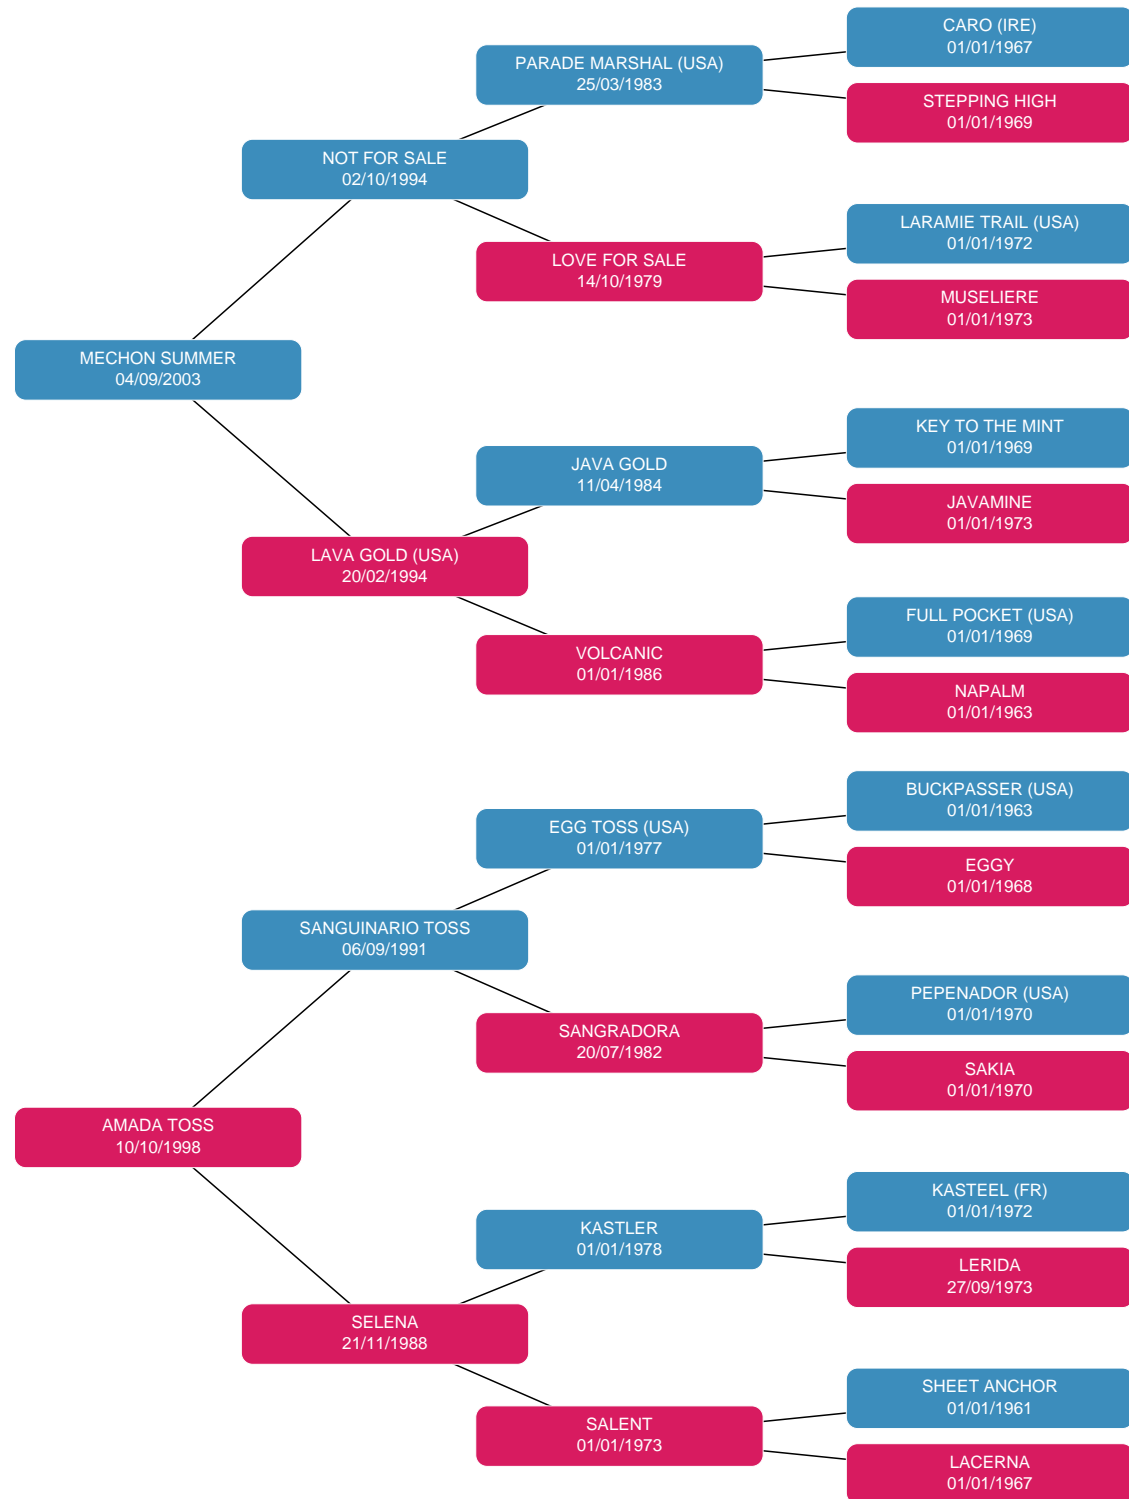 CARO (IRE)
01/01/1967
PARADE MARSHAL (USA)
25/03/1983
STEPPING HIGH
01/01/1969
NOT FOR SALE
02/10/1994
LARAMIE TRAIL (USA)
01/01/1972
LOVE FOR SALE
14/10/1979
MUSELIERE
01/01/1973
MECHON SUMMER
04/09/2003
KEY TO THE MINT
01/01/1969
JAVA GOLD
11/04/1984
JAVAMINE
01/01/1973
LAVA GOLD (USA)
20/02/1994
FULL POCKET (USA)
01/01/1969
VOLCANIC
01/01/1986
NAPALM
01/01/1963
BUCKPASSER (USA)
01/01/1963
EGG TOSS (USA)
01/01/1977
EGGY
01/01/1968
SANGUINARIO TOSS
06/09/1991
PEPENADOR (USA)
01/01/1970
SANGRADORA
20/07/1982
SAKIA
01/01/1970
AMADA TOSS
10/10/1998
KASTEEL (FR)
01/01/1972
KASTLER
01/01/1978
LERIDA
27/09/1973
SELENA
21/11/1988
SHEET ANCHOR
01/01/1961
SALENT
01/01/1973
LACERNA
01/01/1967